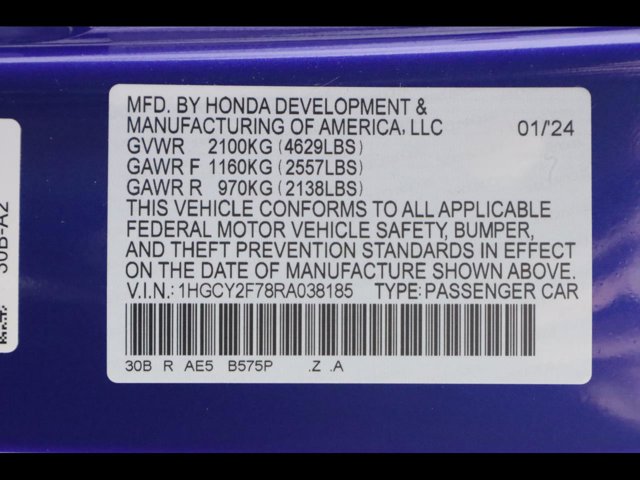 MFD. BY HONDA DEVELOPMENT &
MANUFACTURING OF AMERICA, LLC 01/'24
GVWR 2100KG (4629LBS)
GAWR F 1160KG (2557LBS)
GAWR R 970KG (2138LBS)
THIS VEHICLE CONFORMS TO ALL APPLICABLE
FEDERAL MOTOR VEHICLE SAFETY, BUMPER,
AND THEFT PREVENTION STANDARDS IN EFFECT
ON THE DATE OF MANUFACTURE SHOWN ABOVE.
V.I.N.: 1HGCY2F78RA038185 TYPE: PASSENGER CAR
30B R AE5 B575P .Z .A
30B-A2